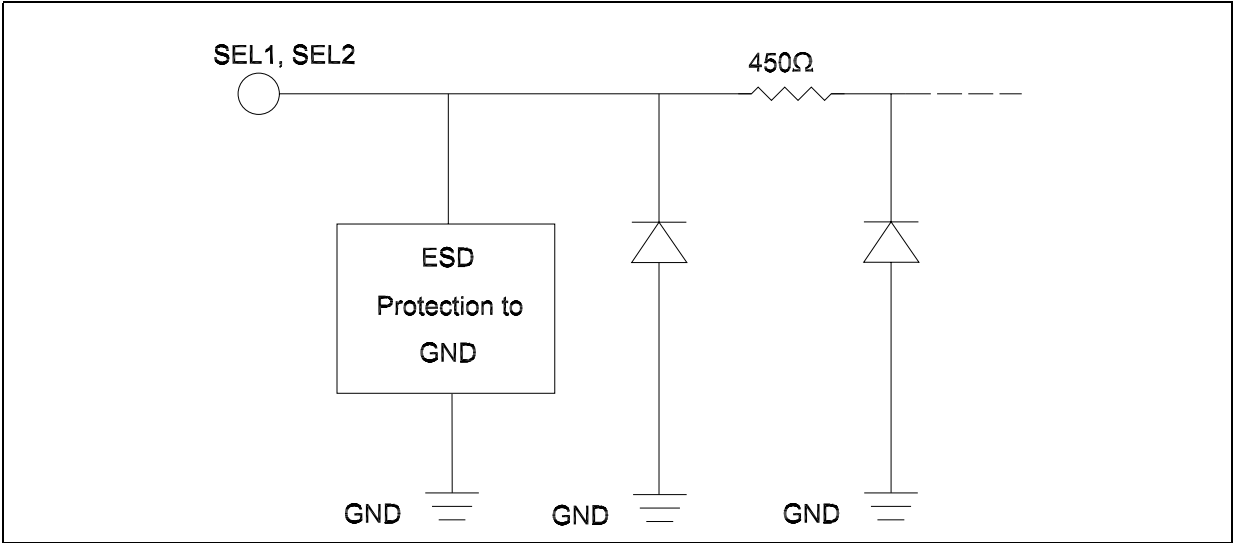 SEL1, SEL2
450Ω
ESD
Protection to
GND
GND
GND
GND